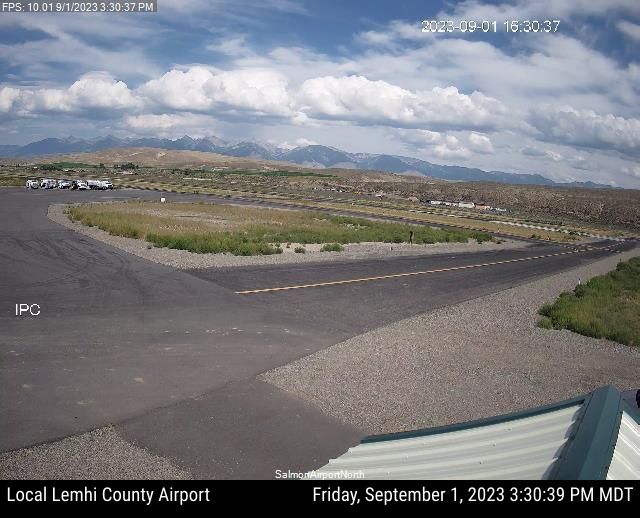 FPS: 10.01 9/1/2023 3:30:37 PM
2023-09-01 16:30:37
IPC
SalmonAirportNorth
Local Lemhi County Airport
Friday, September 1, 2023 3:30:39 PM MDT